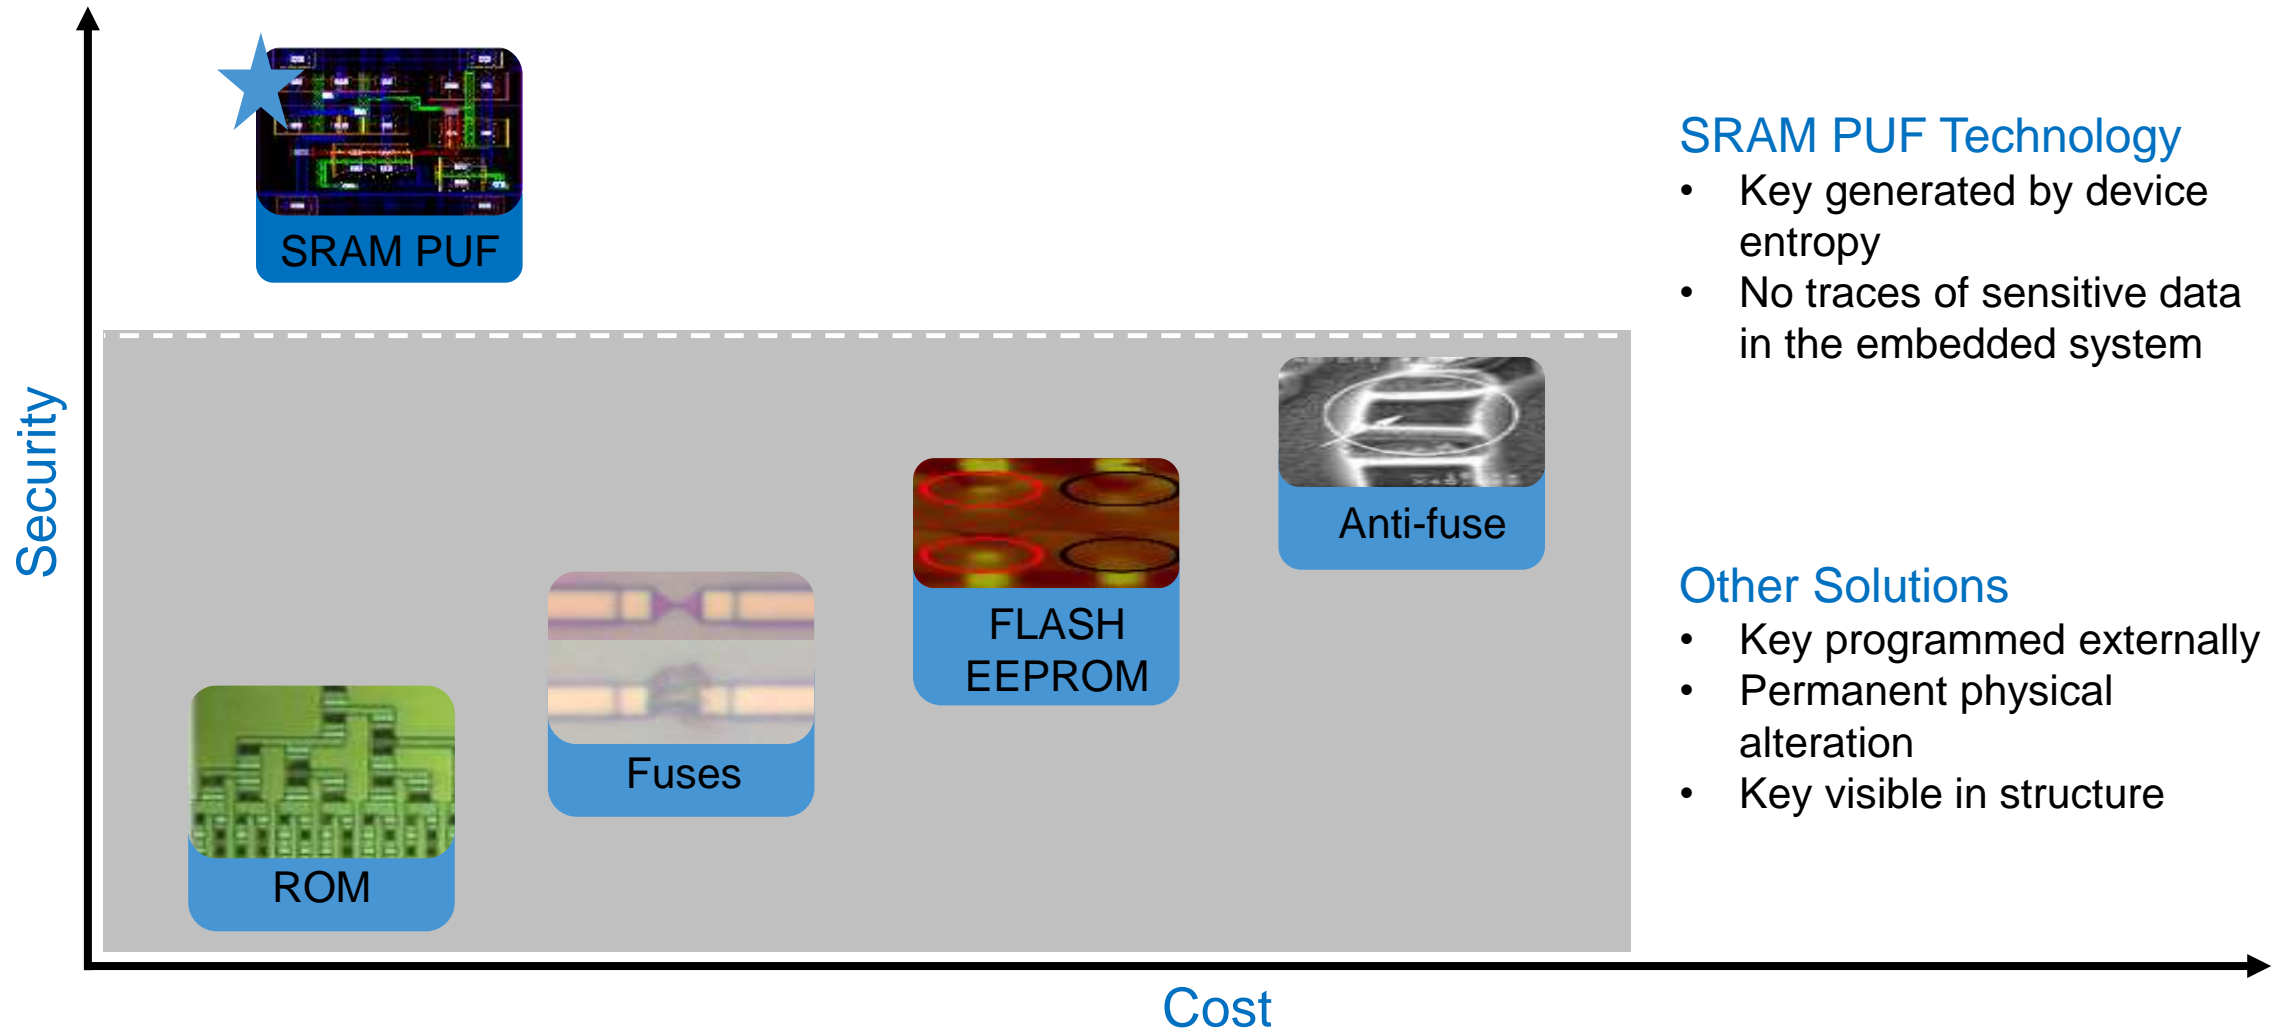 SRAM PUF
SRAM PUF Technology
• Key generated by device
entropy
• No traces of sensitive data
in the embedded system
Security
Anti-fuse
FLASH
EEPROM
Fuses
ROM
Other Solutions
• Key programmed externally
• Permanent physical
alteration
• Key visible in structure
Cost